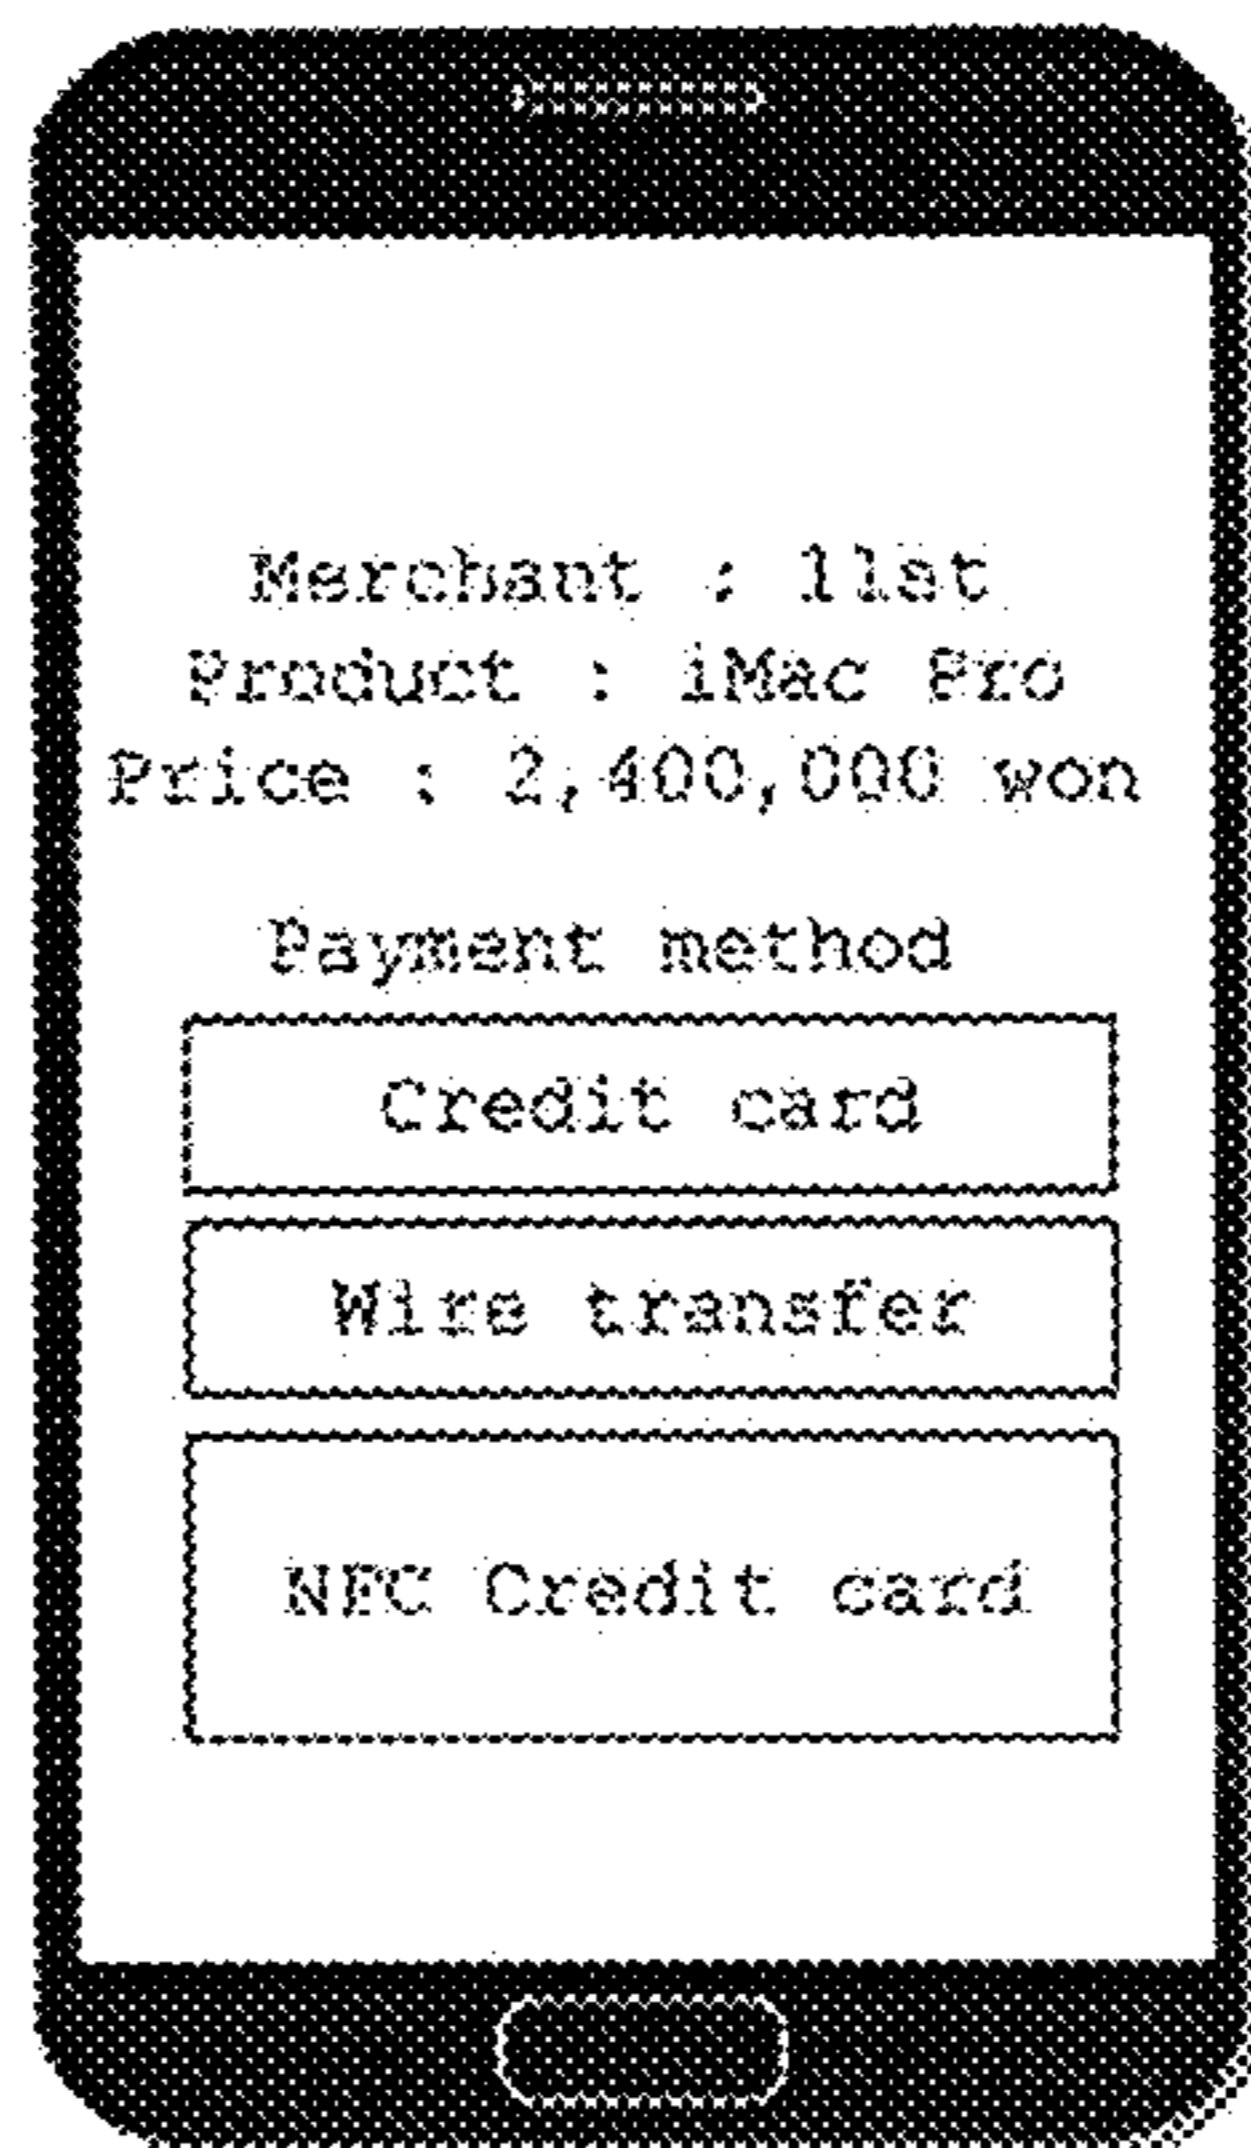 Merchant : 11st
Product : iMac Pro
Price : 2,400,000 won
Payment method
Credit card
Wire transfer
NFC Credit card